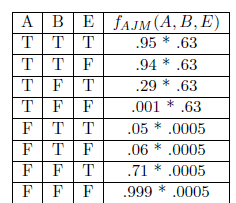 A B E f_{AJM}(A, B, E)
T T T .95 * .63
T T F .94 * .63
T F T .29 * .63
T F F .001 * .63
F T T .05 * .0005
F T F .06 * .0005
F F T .71 * .0005
F F F .999 * .0005